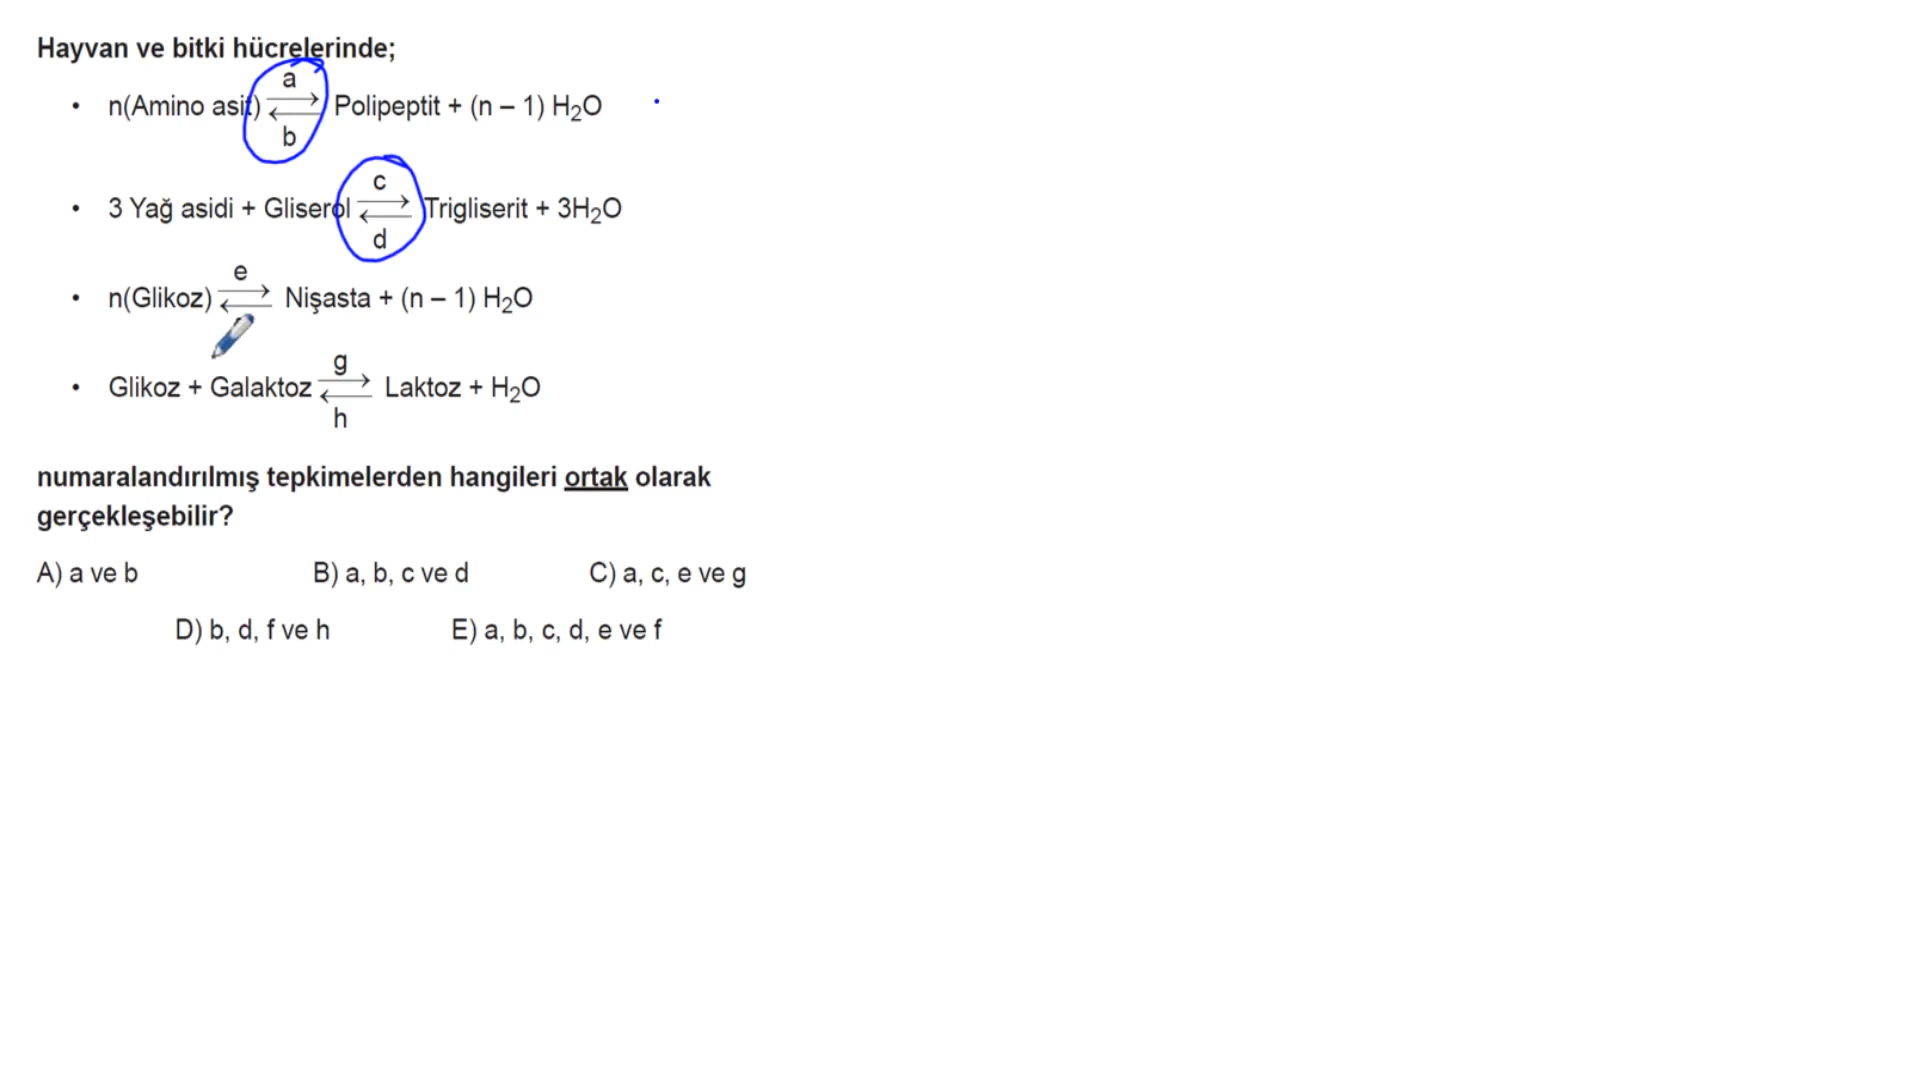 Hayvan ve bitki hücrelerinde;
a
• n(Amino asit) ⇄ Polipeptit + (n – 1) H₂O
b
c
• 3 Yağ asidi + Gliserol ⇄ Trigliserit + 3H₂O
d
e
• n(Glikoz) ⇄ Nişasta + (n – 1) H₂O
g
• Glikoz + Galaktoz ⇄ Laktoz + H₂O
h
numaralandırılmış tepkimelerden hangileri ortak olarak
gerçekleşebilir?
A) a ve b B) a, b, c ve d C) a, c, e ve g
D) b, d, f ve h E) a, b, c, d, e ve f